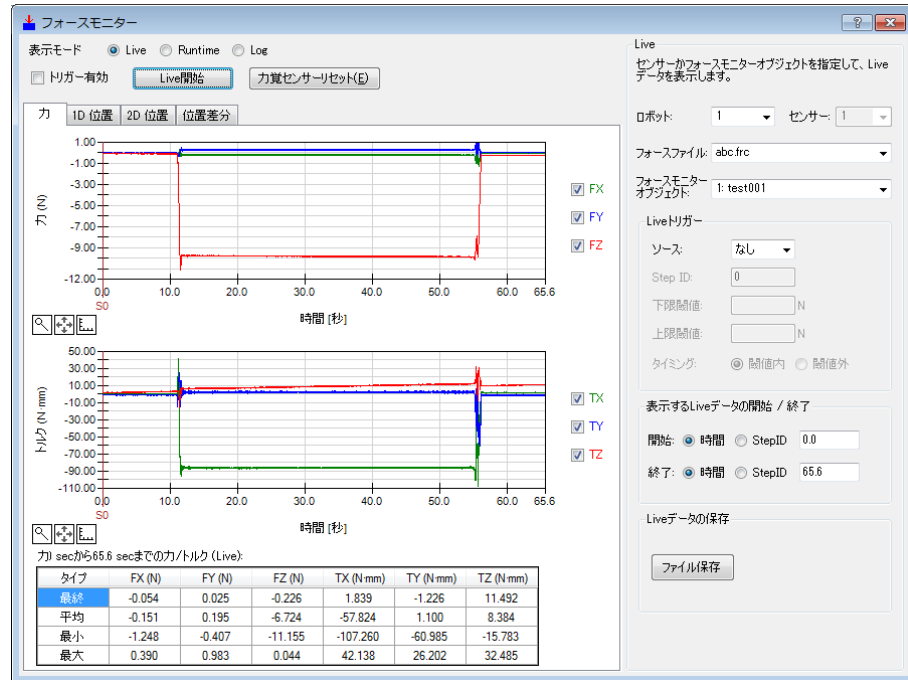 フォースモニター
表示モード Live Runtime Log
トリガー有効 Live開始 力覚センサーリセット(E)
力 1D 位置 2D 位置 位置差分
1.00
-1.00
-3.00
-5.00
-7.00
-9.00
-12.00
力 (N)
0.0 10.0 20.0 30.0 40.0 50.0 60.0 65.6
S0
時間 [秒]
FX
FY
FZ
50.00
30.00
10.00
-10.00
-30.00
-50.00
-70.00
-90.00
-110.00
トルク (N·mm)
0.0 10.0 20.0 30.0 40.0 50.0 60.0 65.6
S0
時間 [秒]
TX
TY
TZ
力0 secから65.6 secまでの力/トルク (Live):
タイプ FX (N) FY (N) FZ (N) TX (N·mm) TY (N·mm) TZ (N·mm)
最終 -0.054 0.025 -0.226 1.839 -1.226 11.492
平均 -0.151 0.195 -6.724 -57.824 1.100 8.384
最小 -1.248 -0.407 -11.155 -107.260 -60.985 -15.783
最大 0.390 0.983 0.044 42.138 26.202 32.485
Live
センサーかフォースモニターオブジェクトを指定して、Live
データを表示します。
ロボット: 1 センサー: 1
フォースファイル: abc.frc
フォースモニター
オブジェクト: 1: test001
Liveトリガー
ソース: なし
Step ID: 0
下限閾値: N
上限閾値: N
タイミング: 閾値内 閾値外
表示するLiveデータの開始 / 終了
開始: 時間 StepID 0.0
終了: 時間 StepID 65.6
Liveデータの保存
ファイル保存